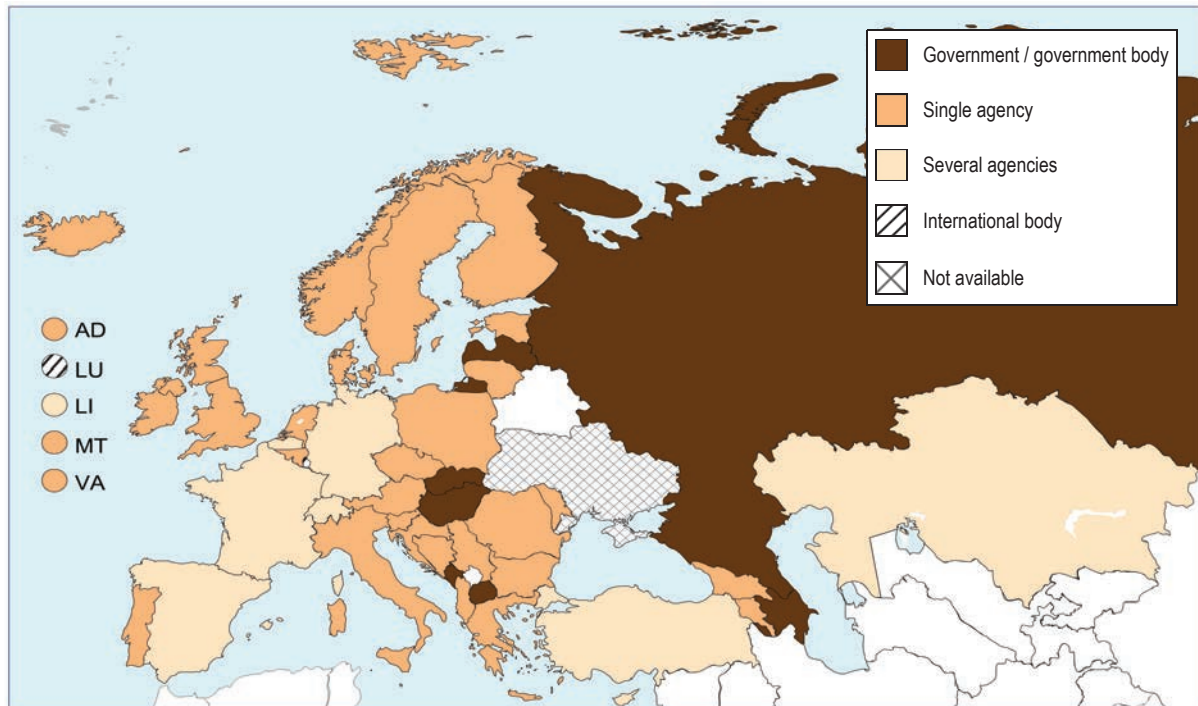 Government / government body
Single agency
Several agencies
International body
Not available
AD
LU
LI
MT
VA